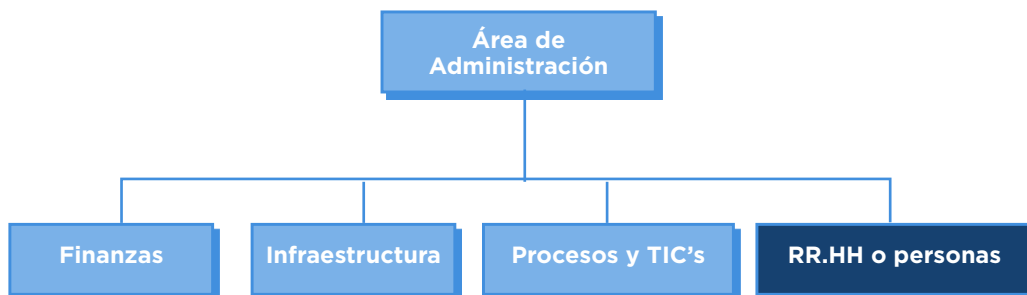 Área de
Administración
Finanzas
Infraestructura
Procesos y TIC's
RR.HH o personas